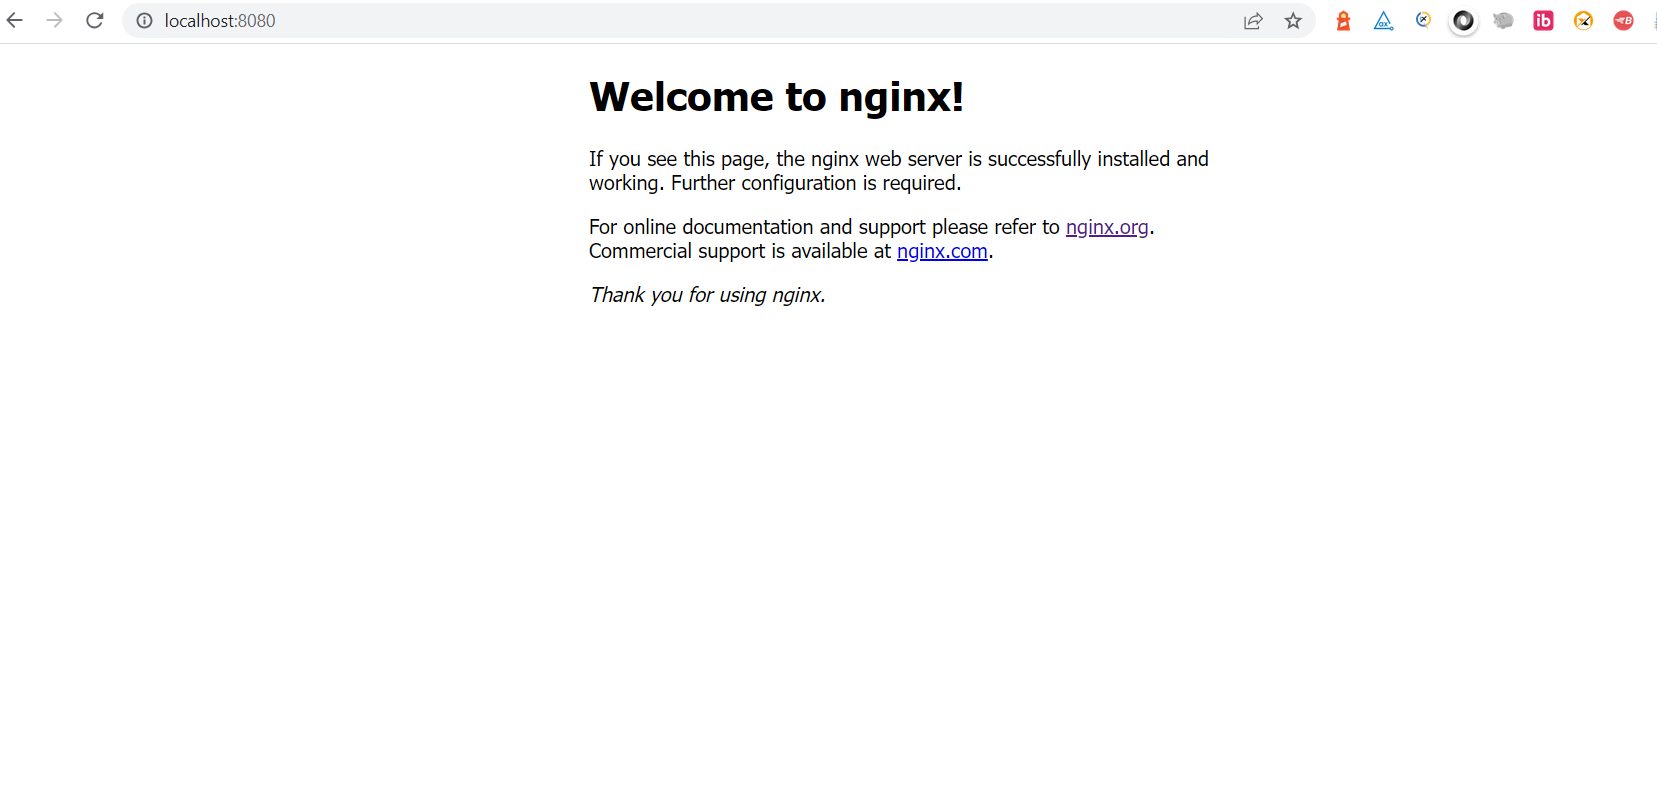 localhost:8080
ib
B
Welcome to nginx!
If you see this page, the nginx web server is successfully installed and
working. Further configuration is required.
For online documentation and support please refer to nginx.org.
Commercial support is available at nginx.com.
Thank you for using nginx.